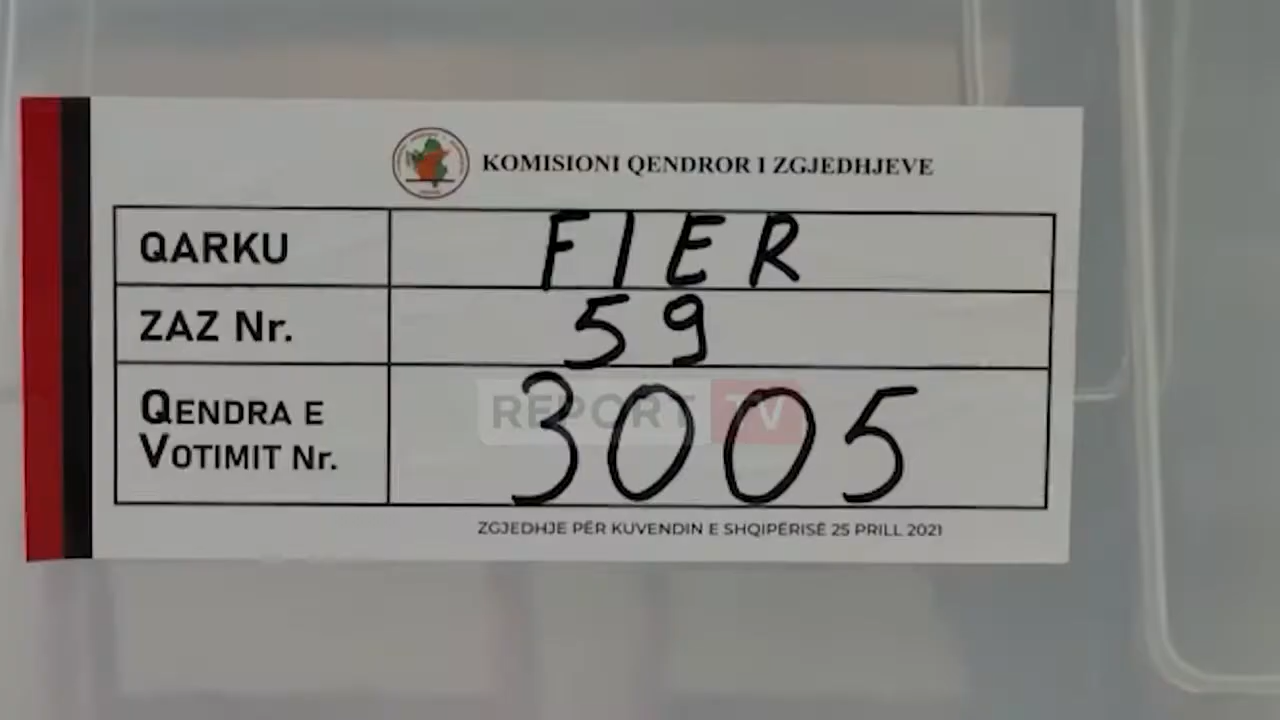 KOMISIONI QENDROR I ZGJEDHJEVE
QARKU FIER
ZAZ Nr. 59
QENDRA E
VOTIMIT Nr. 3005
REPORT TV
ZGJEDHJE PËR KUVENDIN E SHQIPËRISË 25 PRILL 2021